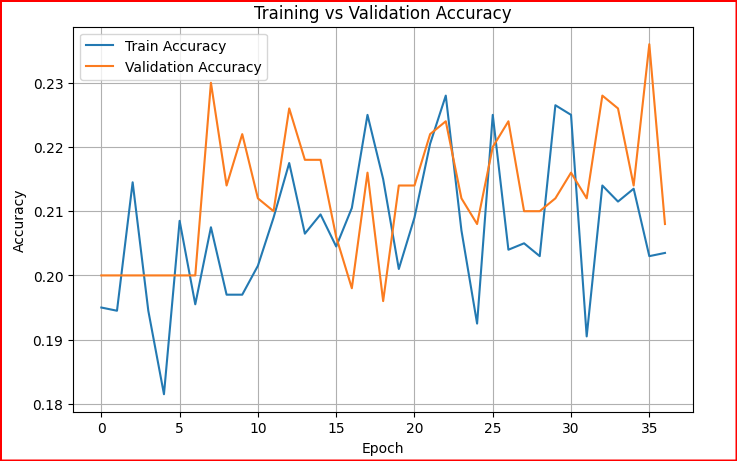 Training vs Validation Accuracy
Train Accuracy
Validation Accuracy
0.23
0.22
0.21
0.20
0.19
0.18
Accuracy
0 5 10 15 20 25 30 35
Epoch